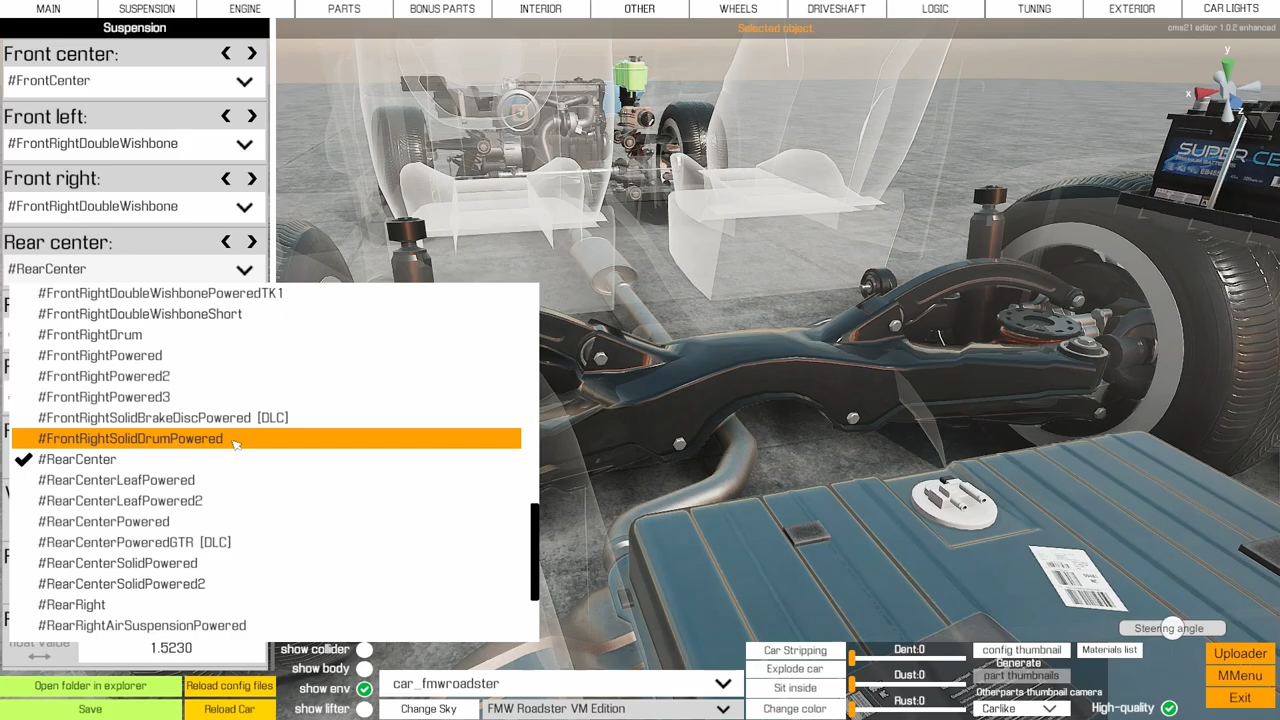 MAIN SUSPENSION ENGINE PARTS BONUS PARTS INTERIOR OTHER WHEELS DRIVESHAFT LOGIC TUNING EXTERIOR CAR LIGHTS
Suspension
Selected object:
cms21 editor 1.0.2 enhanced
Front center:
#FrontCenter
Front left:
#FrontRightDoubleWishbone
Front right:
#FrontRightDoubleWishbone
Rear center:
#RearCenter
#FrontRightDoubleWishbonePoweredTK1
#FrontRightDoubleWishboneShort
#FrontRightDrum
#FrontRightPowered
#FrontRightPowered2
#FrontRightPowered3
#FrontRightSolidBrakeDiscPowered [DLC]
#FrontRightSolidDrumPowered
#RearCenter
#RearCenterLeafPowered
#RearCenterLeafPowered2
#RearCenterPowered
#RearCenterPoweredGTR [DLC]
#RearCenterSolidPowered
#RearCenterSolidPowered2
#RearRight
#RearRightAirSuspensionPowered
1.5230
y
x
z
Steering angle
show collider
show body
show env
show lifter
car_fmwroadster
Change Sky
FMW Roadster VM Edition
Car Stripping
Explode car
Sit inside
Change color
Dent:0
Dust:0
Rust:0
config thumbnail
Materials list
Generate
part thumbnails
Otherparts thumbnail camera
Carlike
High-quality
Uploader
MMenu
Exit
Open folder in explorer
Reload config files
Save
Reload Car